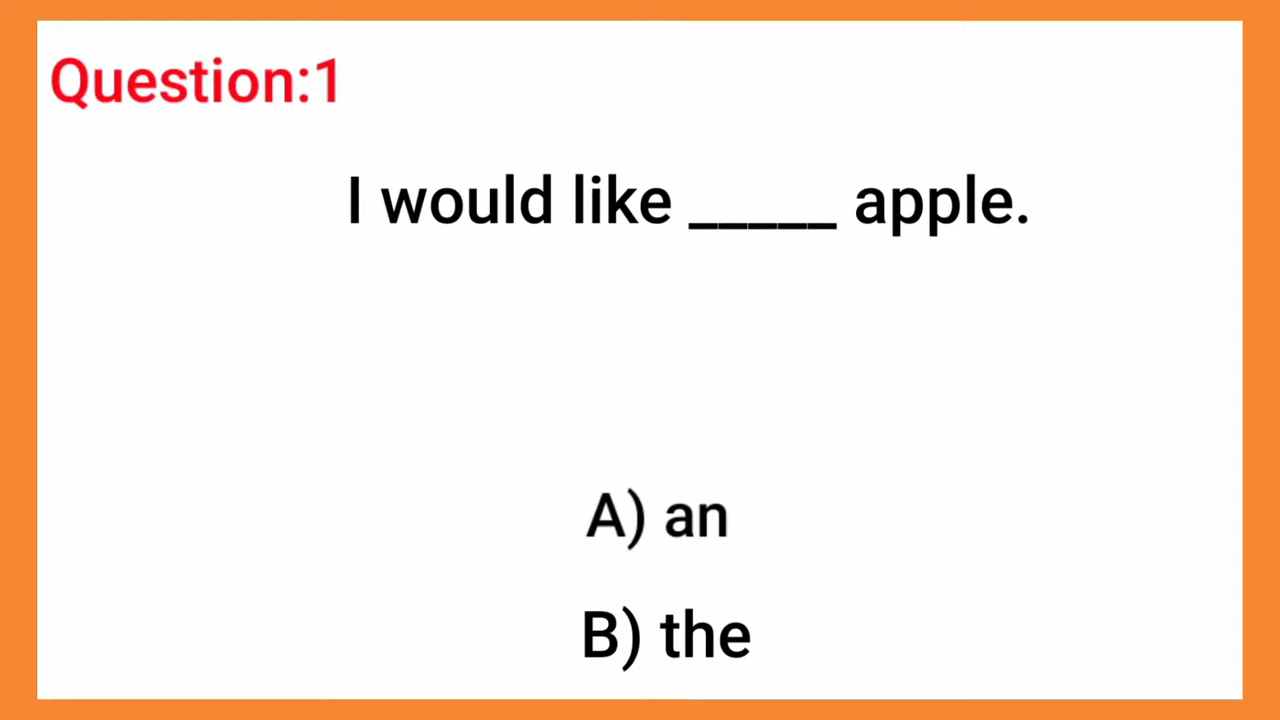 Question:1
I would like _____ apple.
A) an
B) the